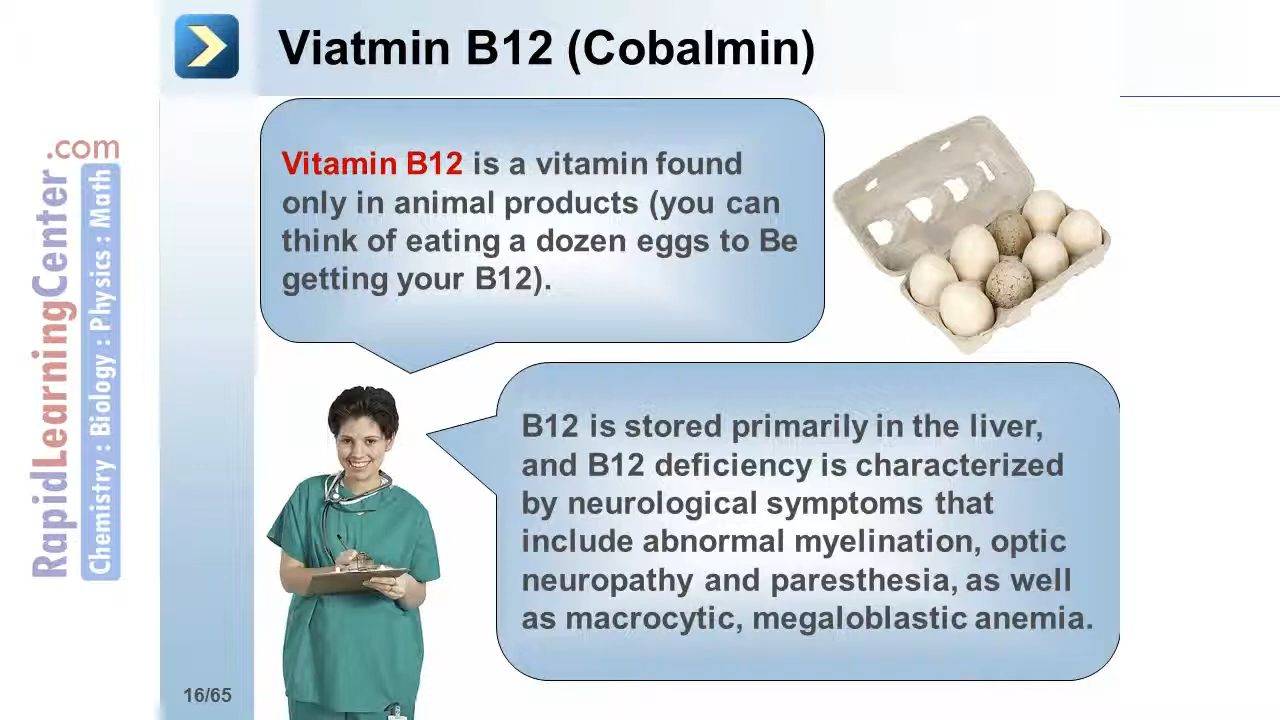 Viatmin B12 (Cobalmin)
Vitamin B12 is a vitamin found
only in animal products (you can
think of eating a dozen eggs to Be
getting your B12).
B12 is stored primarily in the liver,
and B12 deficiency is characterized
by neurological symptoms that
include abnormal myelination, optic
neuropathy and paresthesia, as well
as macrocytic, megaloblastic anemia.
RapidLearningCenter.com
Chemistry : Biology : Physics : Math
16/65